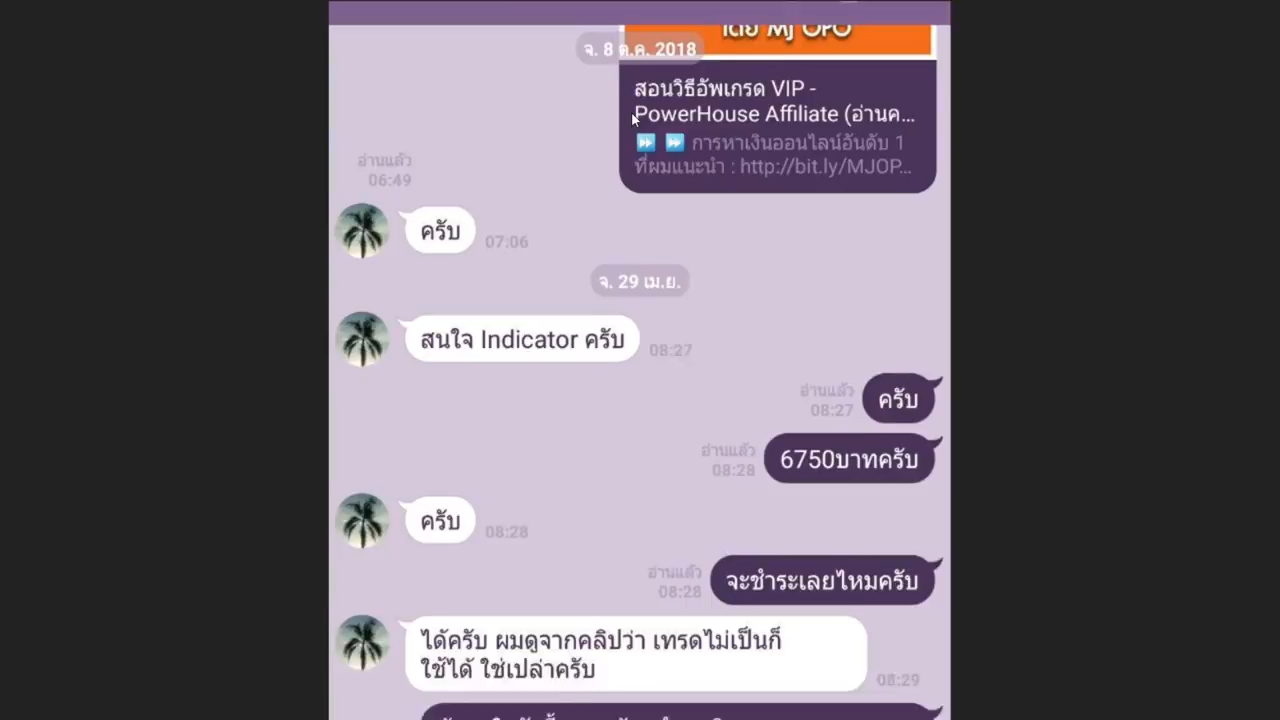 โดย MJ OPO
จ. 8 ต.ค. 2018
สอนวิธีอัพเกรด VIP -
PowerHouse Affiliate (อ่านค...
⏩ ⏩ การหาเงินออนไลน์อันดับ 1
ที่ผมแนะนำ : http://bit.ly/MJOP...
อ่านแล้ว
06:49
ครับ
07:06
จ. 29 เม.ย.
สนใจ Indicator ครับ
08:27
อ่านแล้ว
08:27
ครับ
อ่านแล้ว
08:28
6750บาทครับ
ครับ
08:28
อ่านแล้ว
08:28
จะชำระเลยไหมครับ
ได้ครับ ผมดูจากคลิปว่า เทรดไม่เป็นก็
ใช้ได้ ใช่เปล่าครับ
08:29